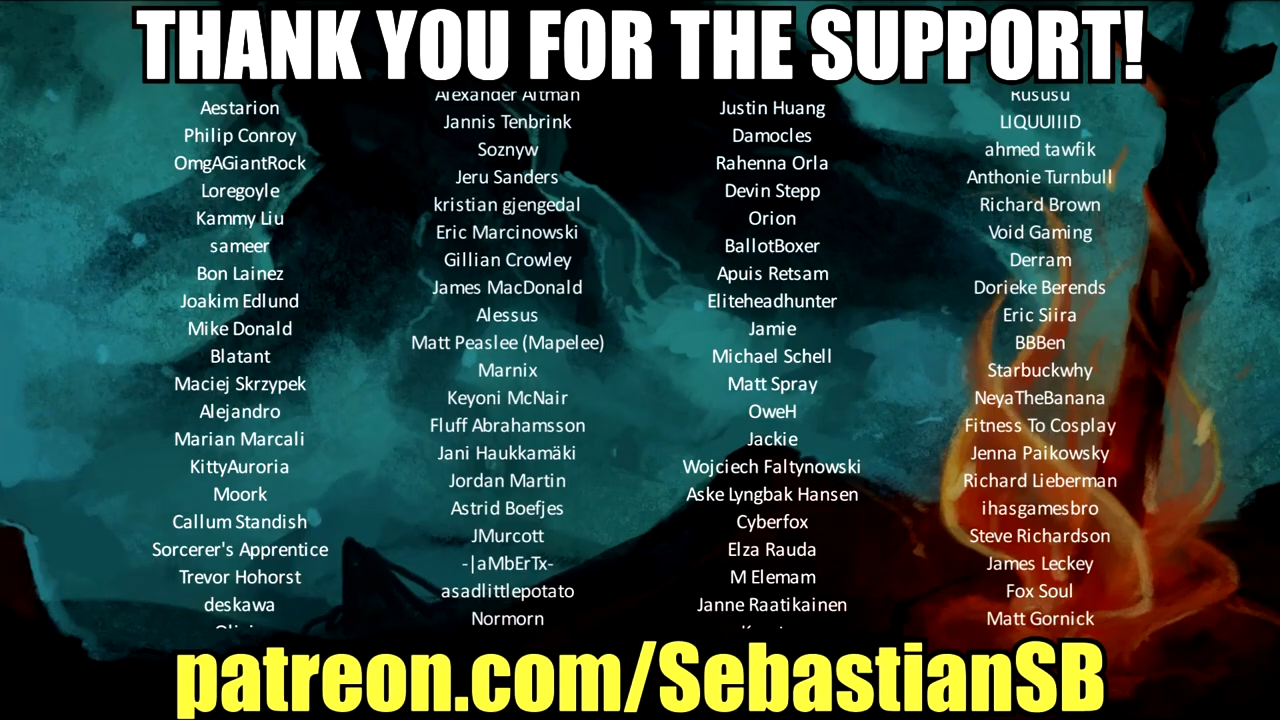 THANK YOU FOR THE SUPPORT!
Aestarion
Philip Conroy
OmgAGiantRock
Loregoyle
Kammy Liu
sameer
Bon Lainez
Joakim Edlund
Mike Donald
Blatant
Maciej Skrzypek
Alejandro
Marian Marcali
KittyAuroria
Moork
Callum Standish
Sorcerer's Apprentice
Trevor Hohorst
deskawa
Alexander Altman
Jannis Tenbrink
Soznyw
Jeru Sanders
kristian gjengedal
Eric Marcinowski
Gillian Crowley
James MacDonald
Alessus
Matt Peaslee (Mapelee)
Marnix
Keyoni McNair
Fluff Abrahamsson
Jani Haukkamäki
Jordan Martin
Astrid Boefjes
JMurcott
-|aMbErTx-
asadlittlepotato
Normorn
Justin Huang
Damocles
Rahenna Orla
Devin Stepp
Orion
BallotBoxer
Apuis Retsam
Eliteheadhunter
Jamie
Michael Schell
Matt Spray
OweH
Jackie
Wojciech Faltynowski
Aske Lyngbak Hansen
Cyberfox
Elza Rauda
M Elemam
Janne Raatikainen
Rususu
LIQUUIIID
ahmed tawfik
Anthonie Turnbull
Richard Brown
Void Gaming
Derram
Dorieke Berends
Eric Siira
BBBen
Starbuckwhy
NeyaTheBanana
Fitness To Cosplay
Jenna Paikowsky
Richard Lieberman
ihasgamesbro
Steve Richardson
James Leckey
Fox Soul
Matt Gornick
patreon.com/SebastianSB